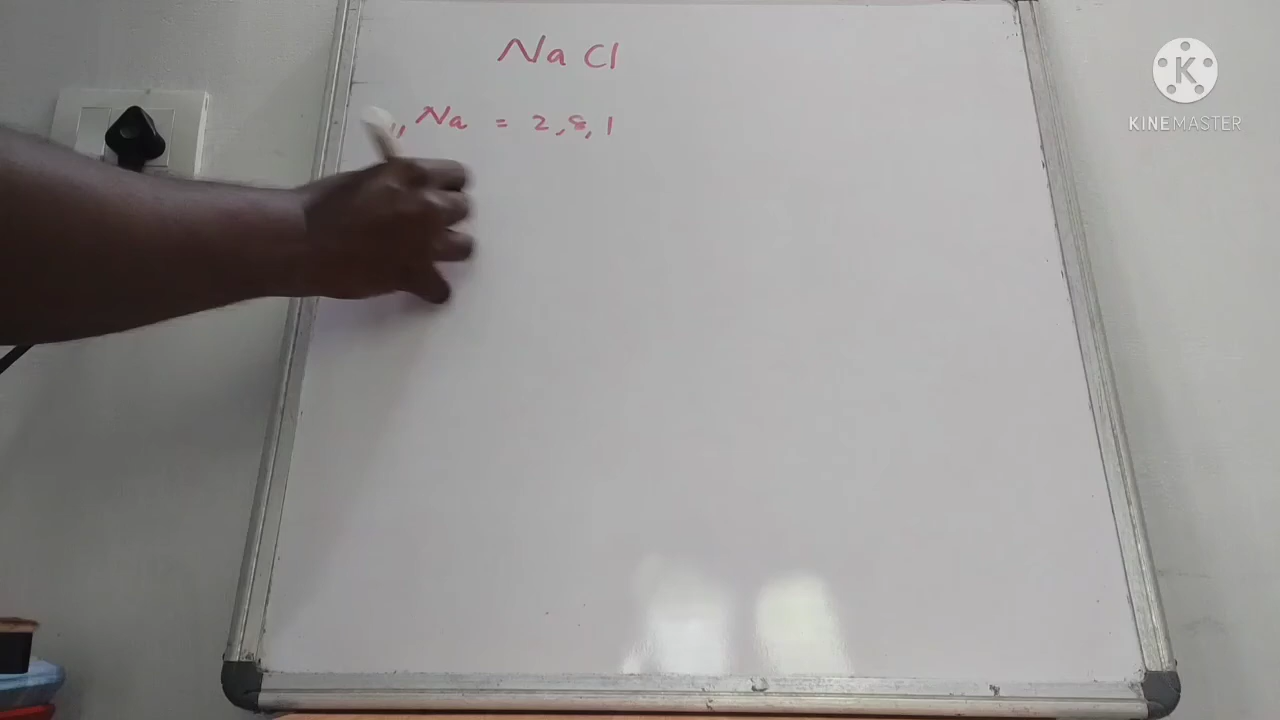 NaCl
11Na = 2,8,1
K
KINEMASTER